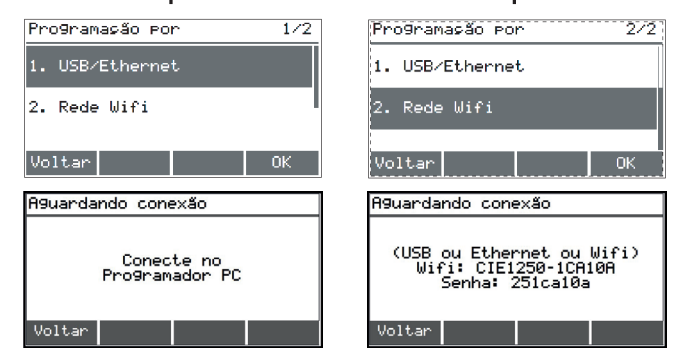 Programação por 1/2
1. USB/Ethernet
2. Rede Wifi
Voltar OK
Programação por 2/2
1. USB/Ethernet
2. Rede Wifi
Voltar OK
Aguardando conexão
Conecte no
Programador PC
Voltar
Aguardando conexão
(USB ou Ethernet ou Wifi)
Wifi: CIE1250-1CA10A
Senha: 251ca10a
Voltar